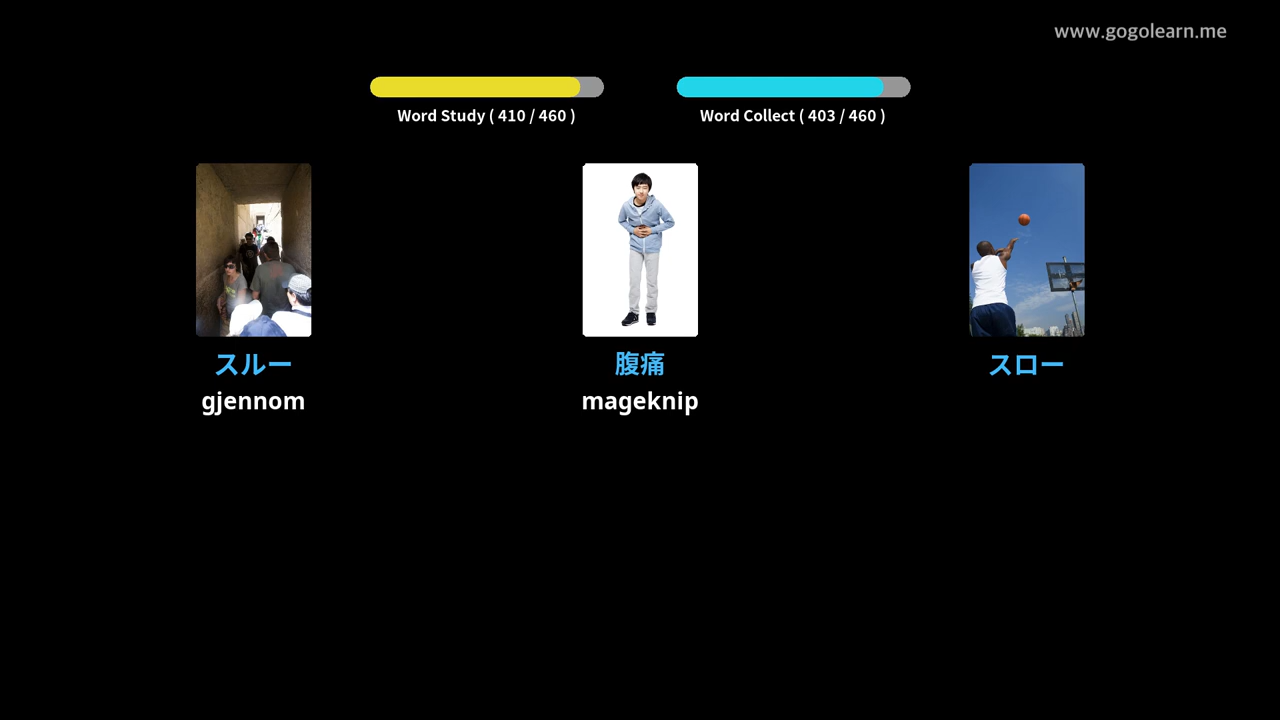 www.gogolearn.me
Word Study ( 410 / 460 )
Word Collect ( 403 / 460 )
スルー
腹痛
スロー
gjennom
mageknip